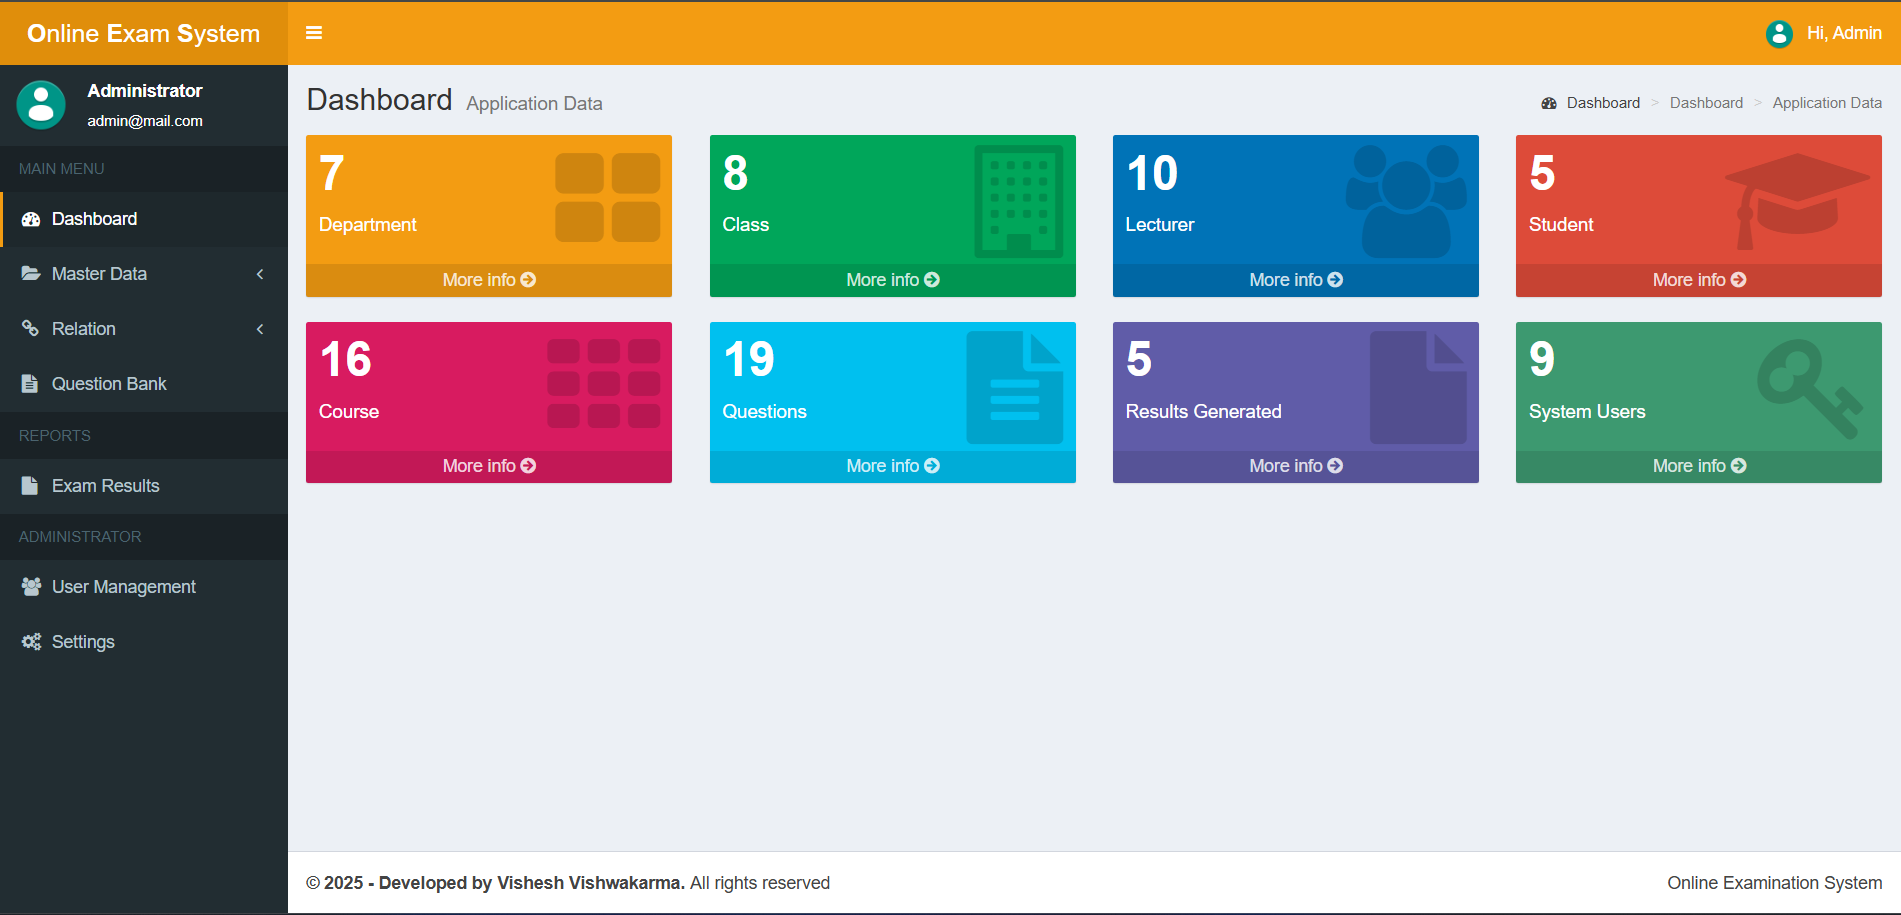 Online Exam System
Hi, Admin
Administrator
admin@mail.com
MAIN MENU
Dashboard
Master Data
Relation
Question Bank
REPORTS
Exam Results
ADMINISTRATOR
User Management
Settings
Dashboard Application Data
Dashboard > Dashboard > Application Data
7
Department
More info
8
Class
More info
10
Lecturer
More info
5
Student
More info
16
Course
More info
19
Questions
More info
5
Results Generated
More info
9
System Users
More info
© 2025 - Developed by Vishesh Vishwakarma. All rights reserved
Online Examination System